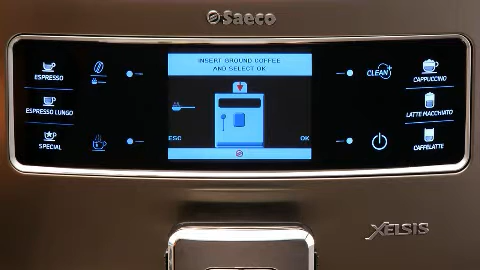 Saeco
INSERT GROUND COFFEE
AND SELECT OK
ESC
OK
ESPRESSO
ESPRESSO LUNGO
SPECIAL
CLEAN
CAPPUCCINO
LATTE MACCHIATO
CAFFELATTE
XELSIS